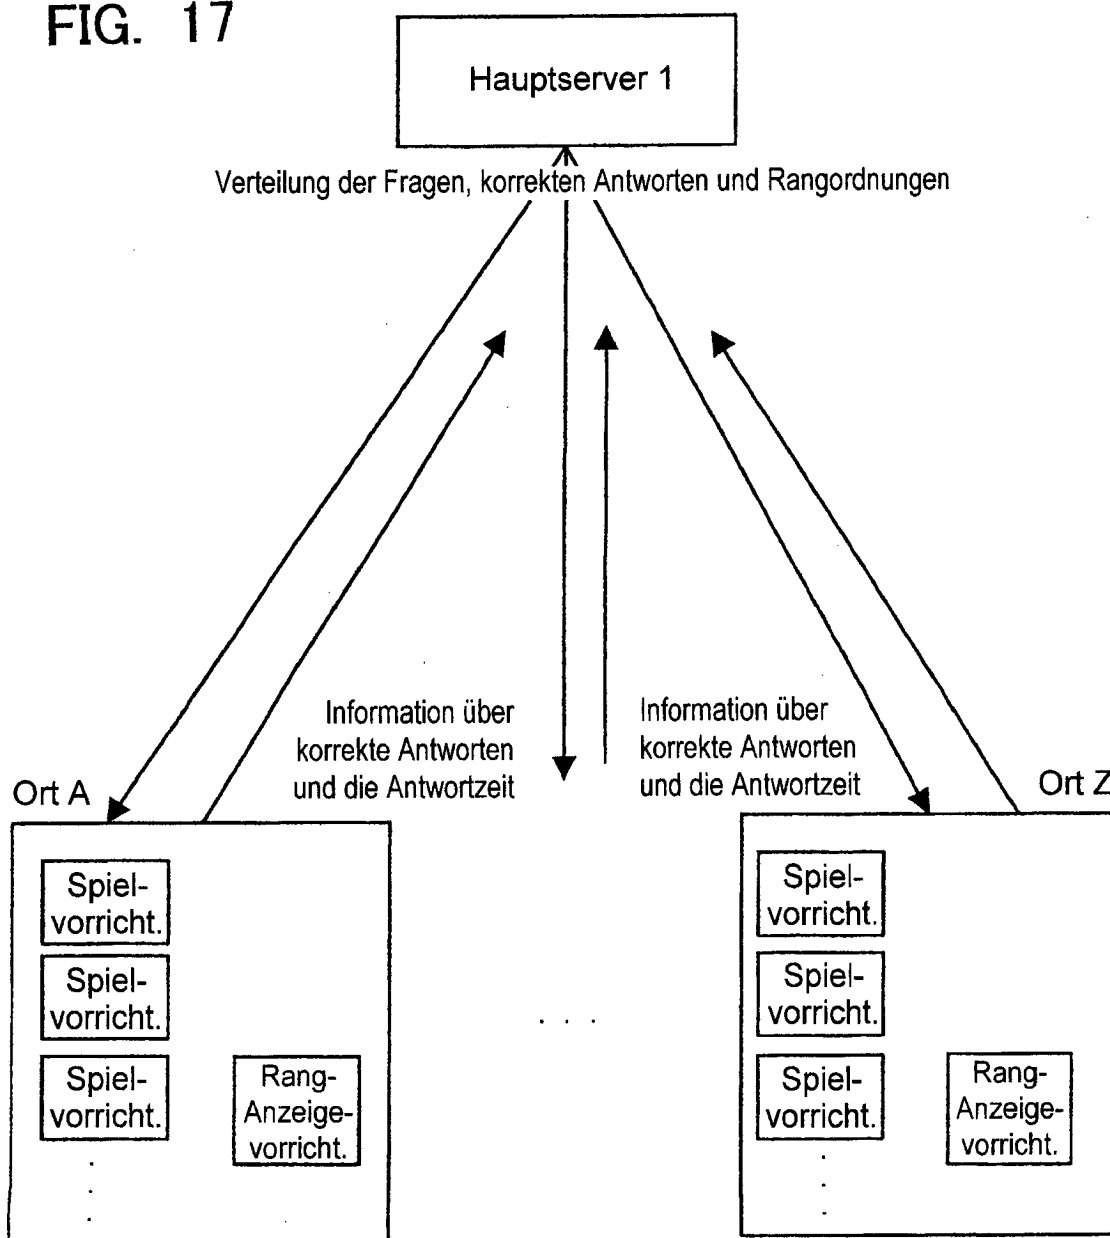 FIG. 17
Hauptserver 1
Verteilung der Fragen, korrekten Antworten und Rangordnungen
Information über
korrekte Antworten
und die Antwortzeit
Information über
korrekte Antworten
und die Antwortzeit
Ort A
Spiel-
vorricht.
Spiel-
vorricht.
Spiel-
vorricht.
Rang-
Anzeige-
vorricht.
. . .
Ort Z
Spiel-
vorricht.
Spiel-
vorricht.
Spiel-
vorricht.
Rang-
Anzeige-
vorricht.